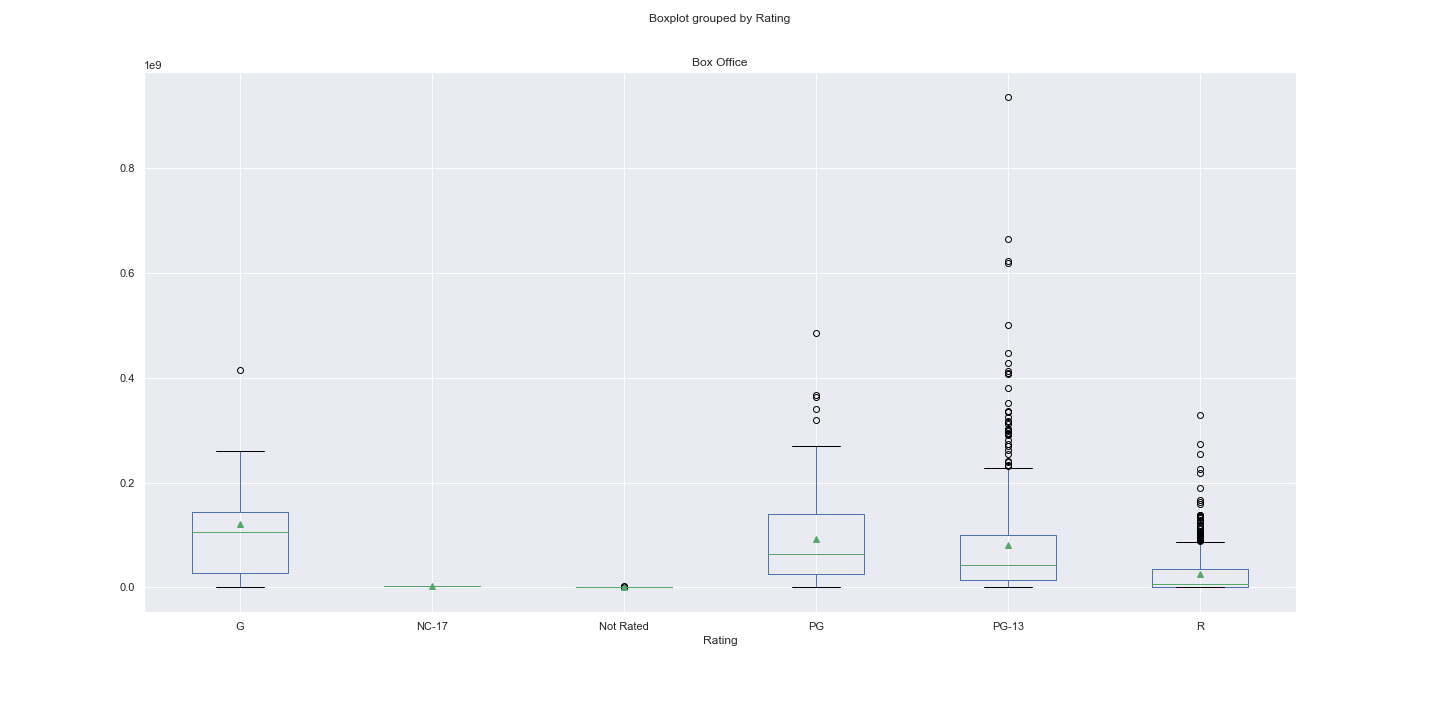 Boxplot grouped by Rating
Box Office
1e9
0.8
0.6
0.4
0.2
0.0
G NC-17 Not Rated PG PG-13 R
Rating